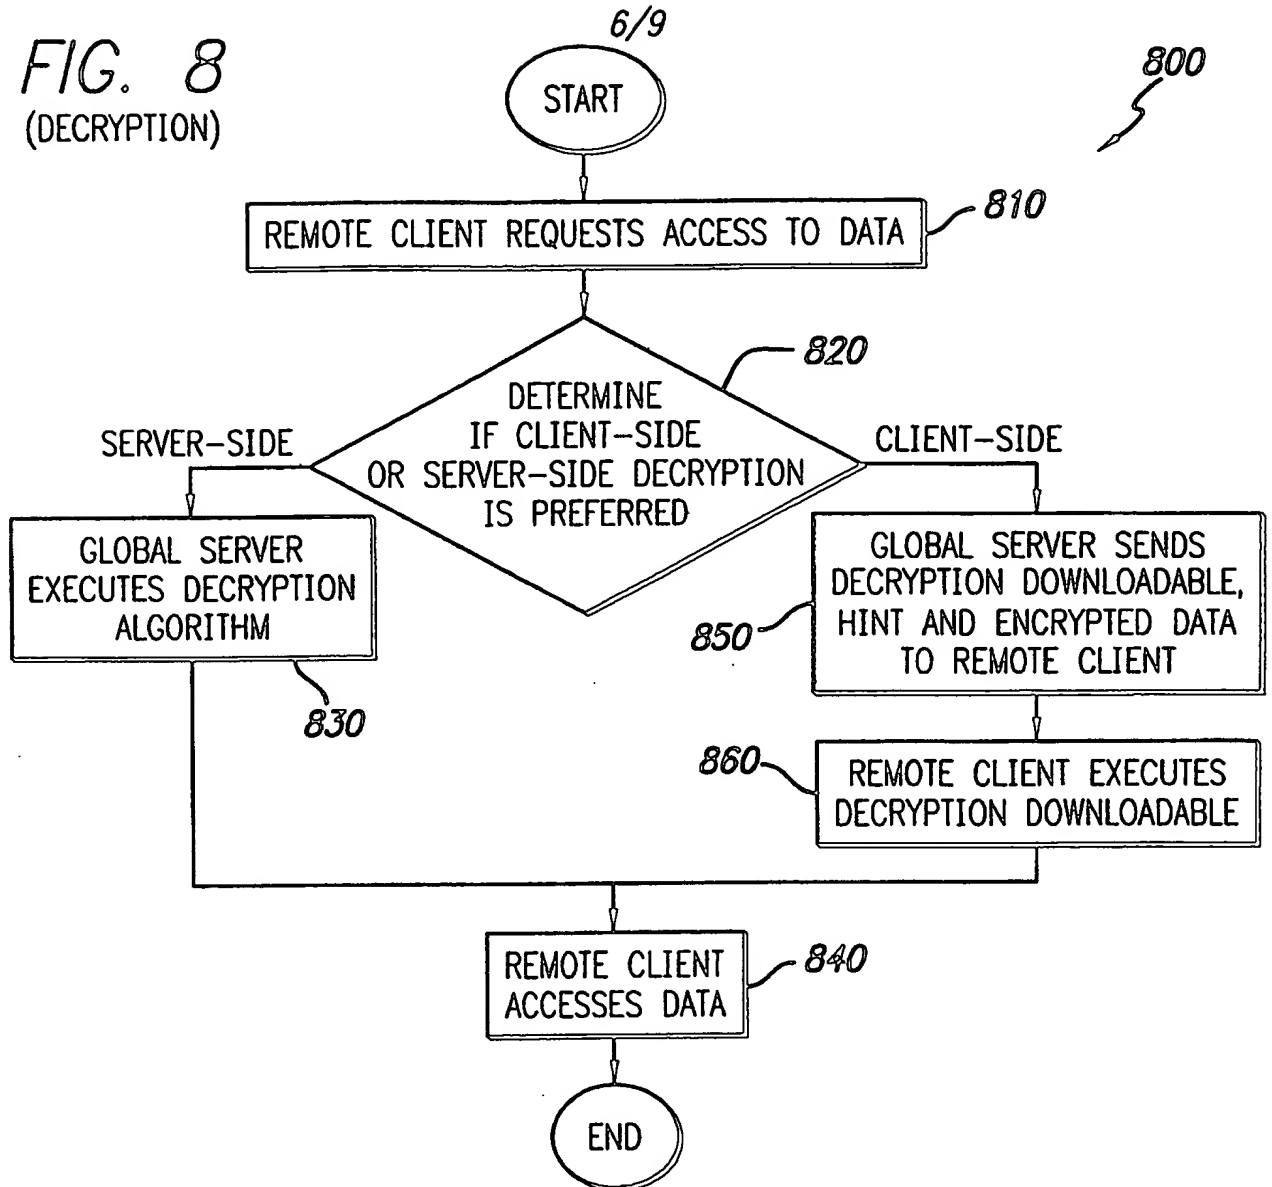 6/9
FIG. 8
(DECRYPTION)
START
800
REMOTE CLIENT REQUESTS ACCESS TO DATA
810
820
DETERMINE
IF CLIENT-SIDE
OR SERVER-SIDE DECRYPTION
IS PREFERRED
SERVER-SIDE
CLIENT-SIDE
GLOBAL SERVER
EXECUTES DECRYPTION
ALGORITHM
830
GLOBAL SERVER SENDS
DECRYPTION DOWNLOADABLE,
HINT AND ENCRYPTED DATA
TO REMOTE CLIENT
850
860
REMOTE CLIENT EXECUTES
DECRYPTION DOWNLOADABLE
REMOTE CLIENT
ACCESSES DATA
840
END